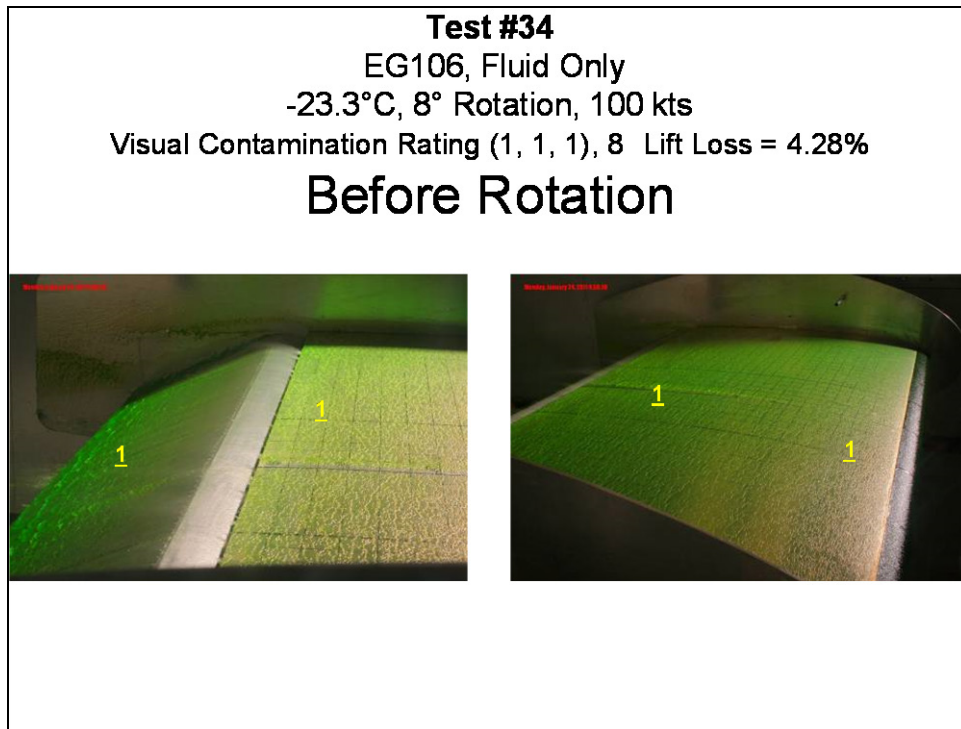 Test #34
EG106, Fluid Only
-23.3°C, 8° Rotation, 100 kts
Visual Contamination Rating (1, 1, 1), 8 Lift Loss = 4.28%
Before Rotation
1
1
1
1